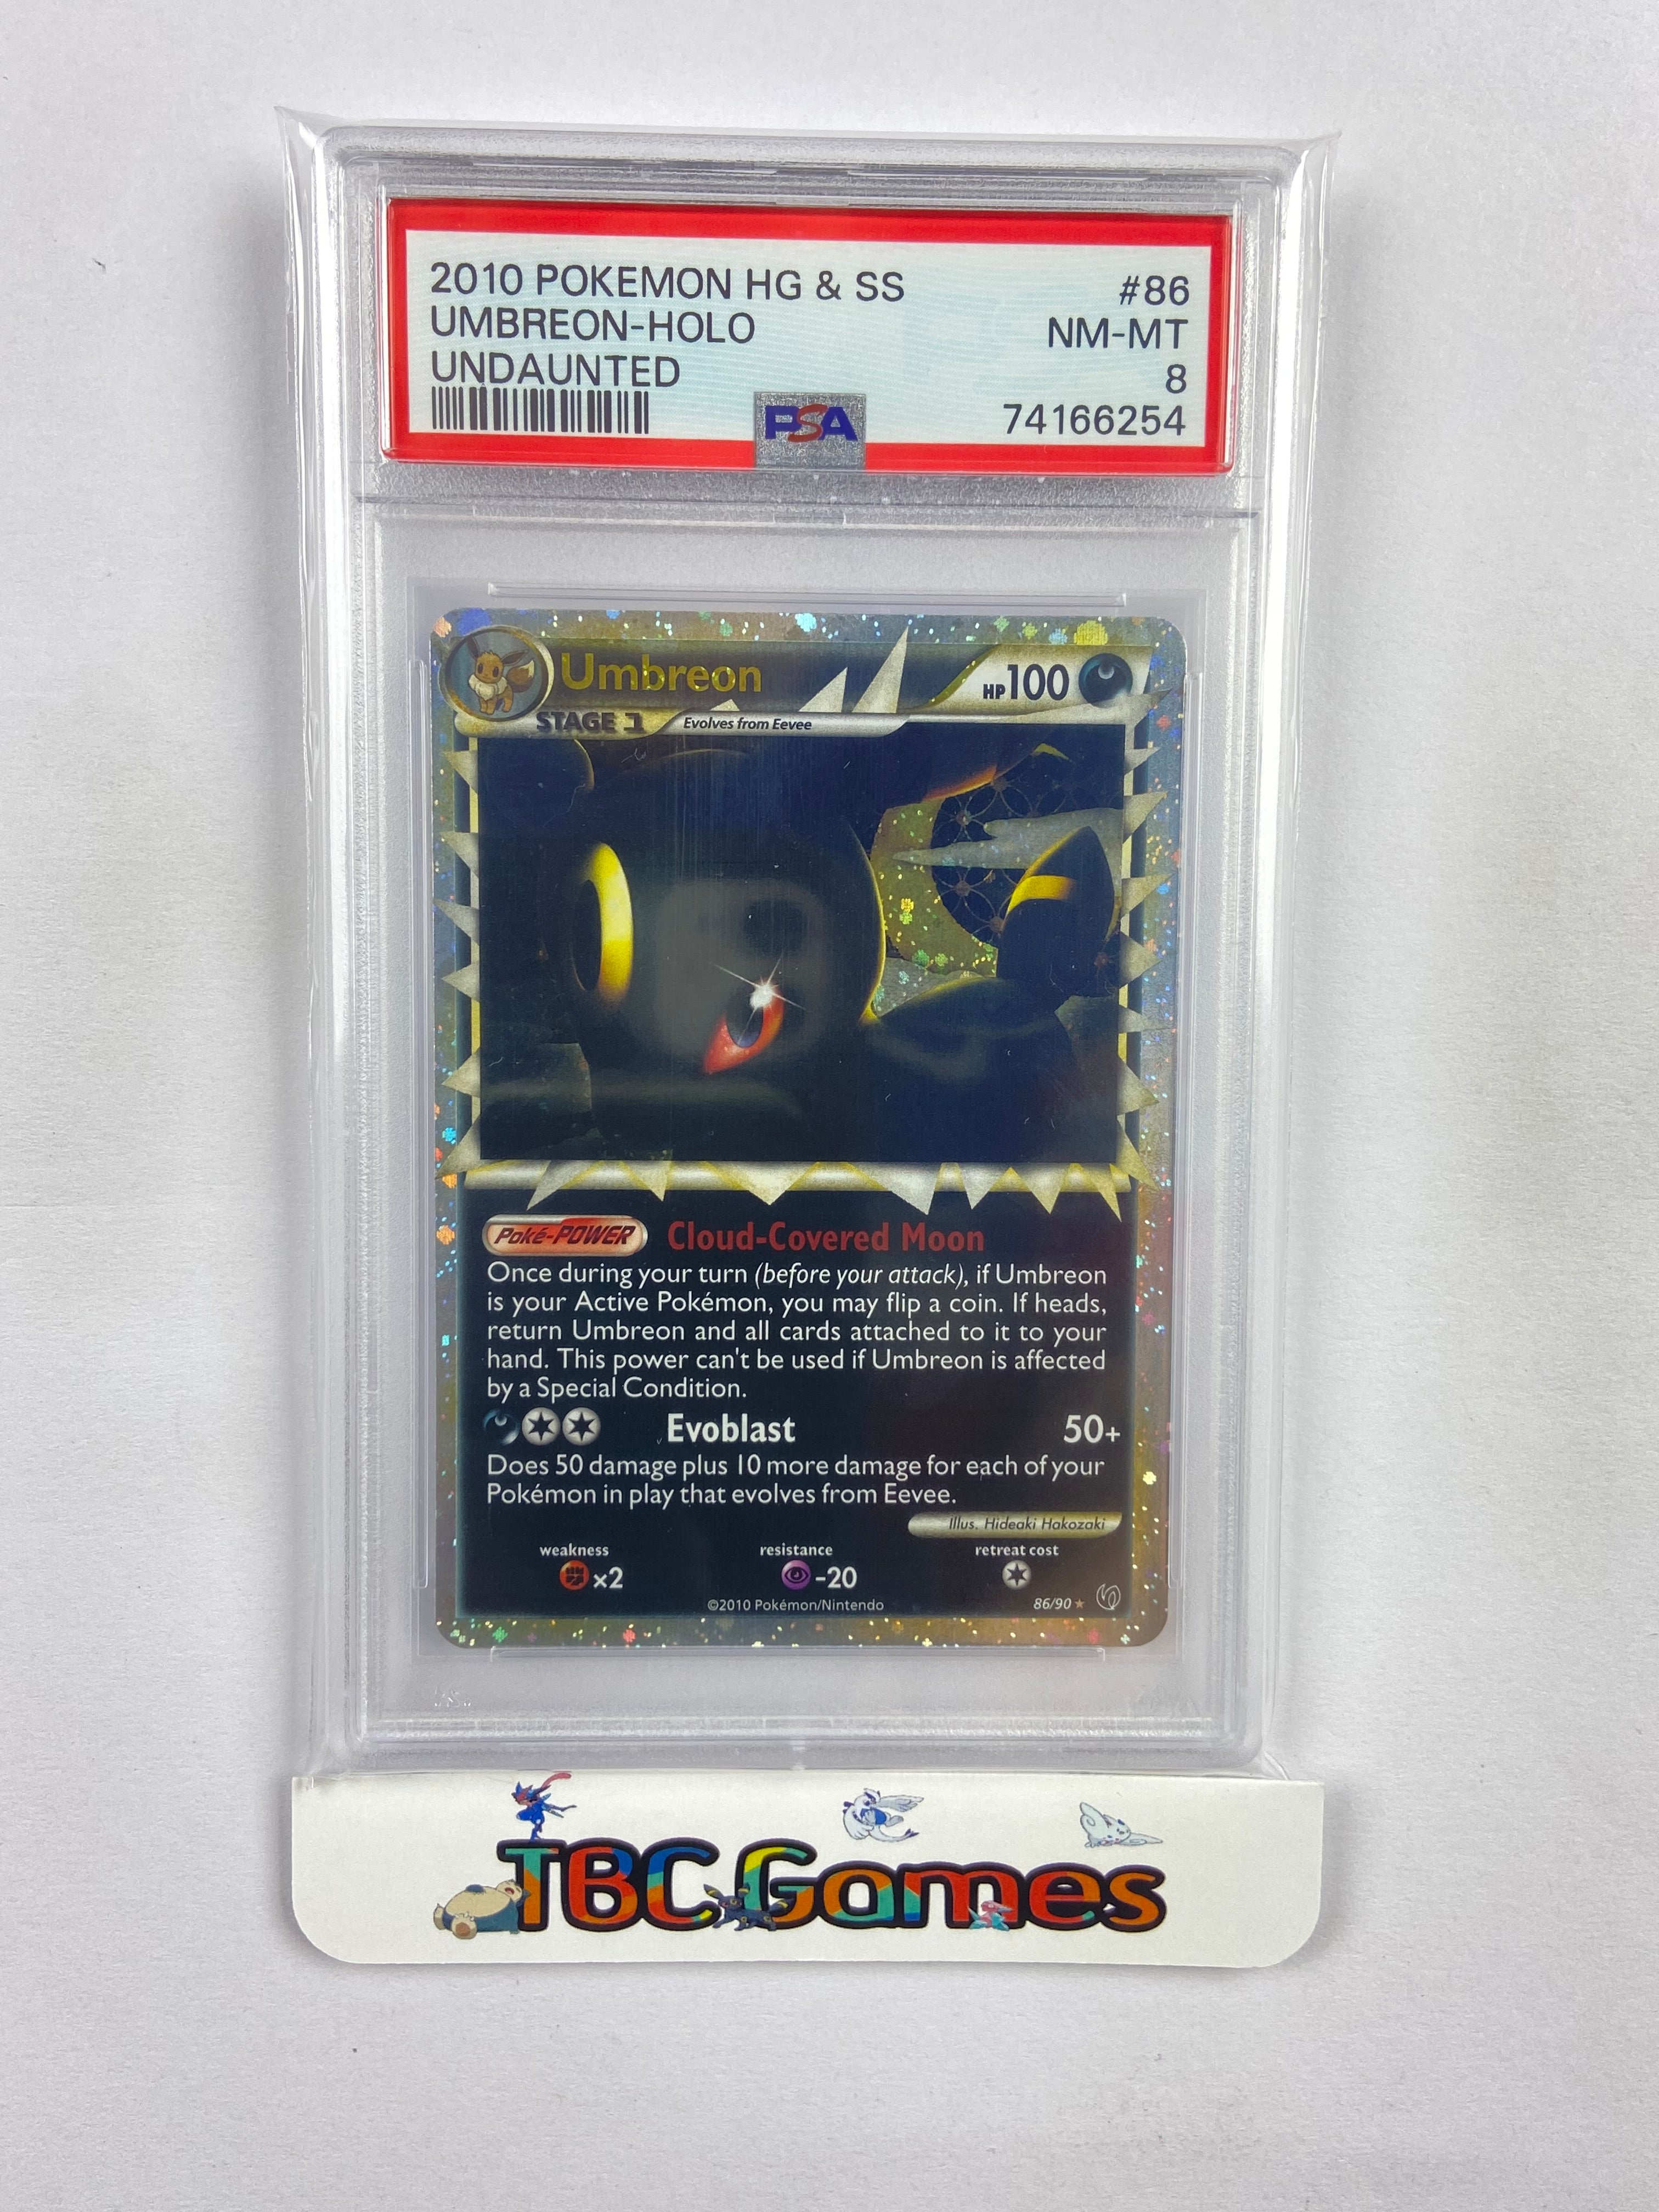 2010 POKEMON HG & SS #86
UMBREON-HOLO NM-MT
UNDAUNTED 8
PSA 74166254
Umbreon HP100
STAGE 1 Evolves from Eevee
Poké-POWER Cloud-Covered Moon
Once during your turn (before your attack), if Umbreon
is your Active Pokémon, you may flip a coin. If heads,
return Umbreon and all cards attached to it to your
hand. This power can't be used if Umbreon is affected
by a Special Condition.
Evoblast 50+
Does 50 damage plus 10 more damage for each of your
Pokémon in play that evolves from Eevee.
Illus. Hideaki Hakozaki
weakness resistance retreat cost
x2 -20
©2010 Pokémon/Nintendo 86/90
TBC Games